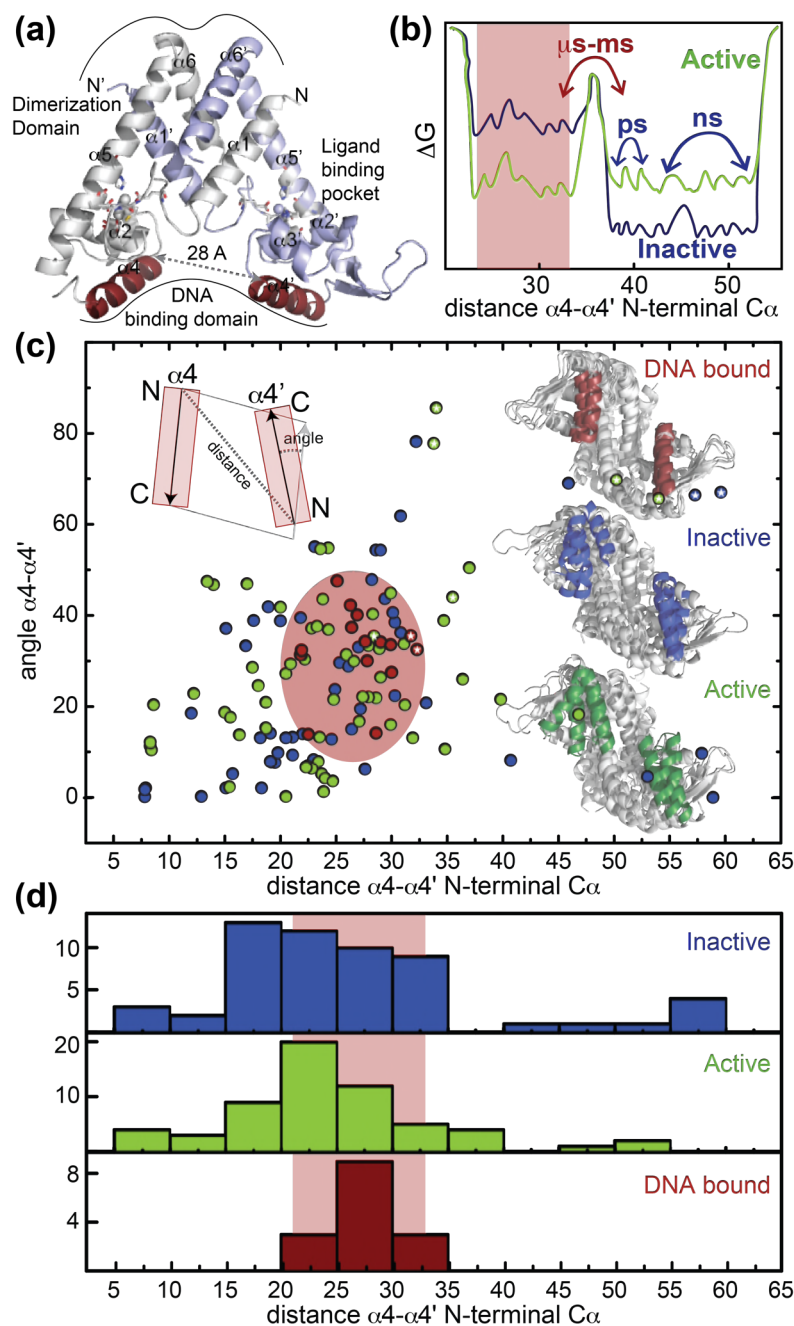 (a)
α6
α6'
N'
N
Dimerization
Domain
α1'
α1
α5
α5'
Ligand
binding
pocket
α2
α2'
α3'
28 A
α4
α4'
DNA
binding domain
(b)
μs-ms
Active
ps
ns
ΔG
Inactive
30
40
50
distance α4-α4' N-terminal Cα
(c)
α4
N
α4'
C
angle
distance
C
N
DNA bound
Inactive
Active
angle α4-α4'
80
60
40
20
0
5 10 15 20 25 30 35 40 45 50 55 60 65
distance α4-α4' N-terminal Cα
(d)
10
5
Inactive
20
10
Active
8
4
DNA bound
5 10 15 20 25 30 35 40 45 50 55 60 65
distance α4-α4' N-terminal Cα